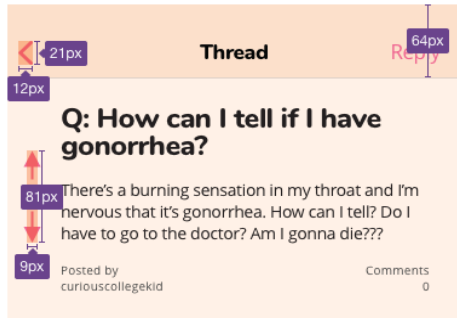 64px
21px
Thread
Reply
12px
Q: How can I tell if I have
gonorrhea?
There's a burning sensation in my throat and I'm
81px
nervous that it's gonorrhea. How can I tell? Do I
have to go to the doctor? Am I gonna die???
9px
Posted by
curiouscollegekid
Comments
0